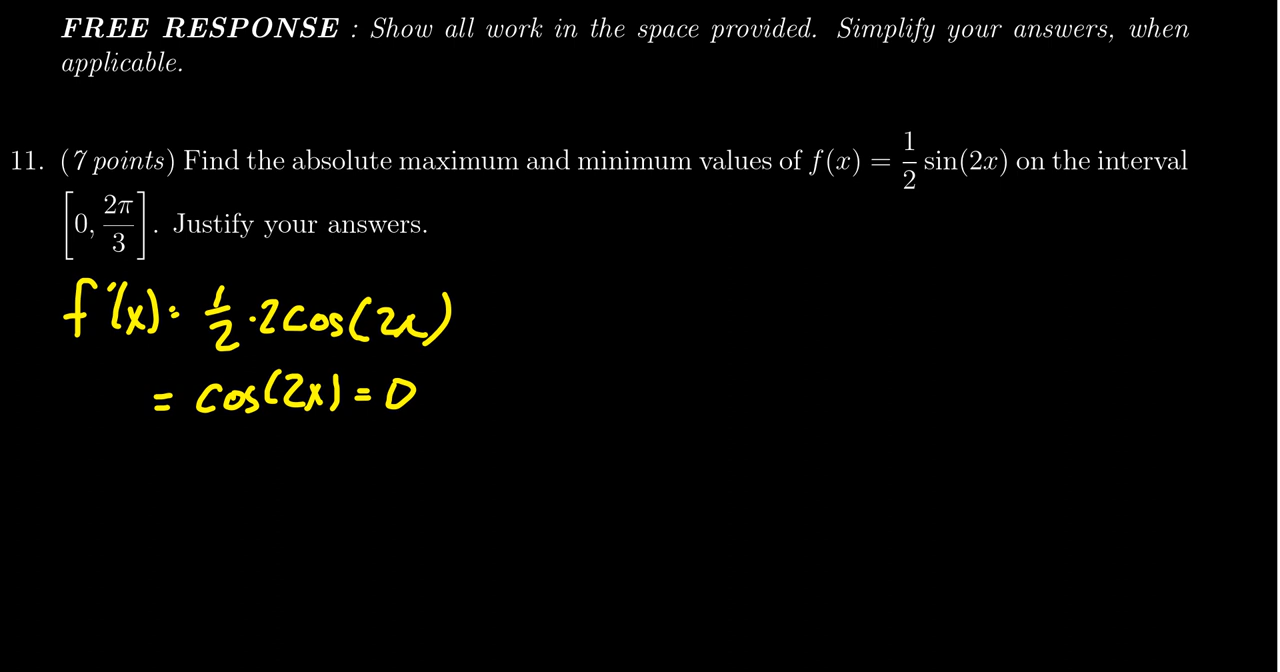 FREE RESPONSE : Show all work in the space provided. Simplify your answers, when
applicable.
11. (7 points) Find the absolute maximum and minimum values of f(x) = 1/2 sin(2x) on the interval
[0, 2π/3]. Justify your answers.
f'(x) = 1/2 · 2cos(2x)
= cos(2x) = 0